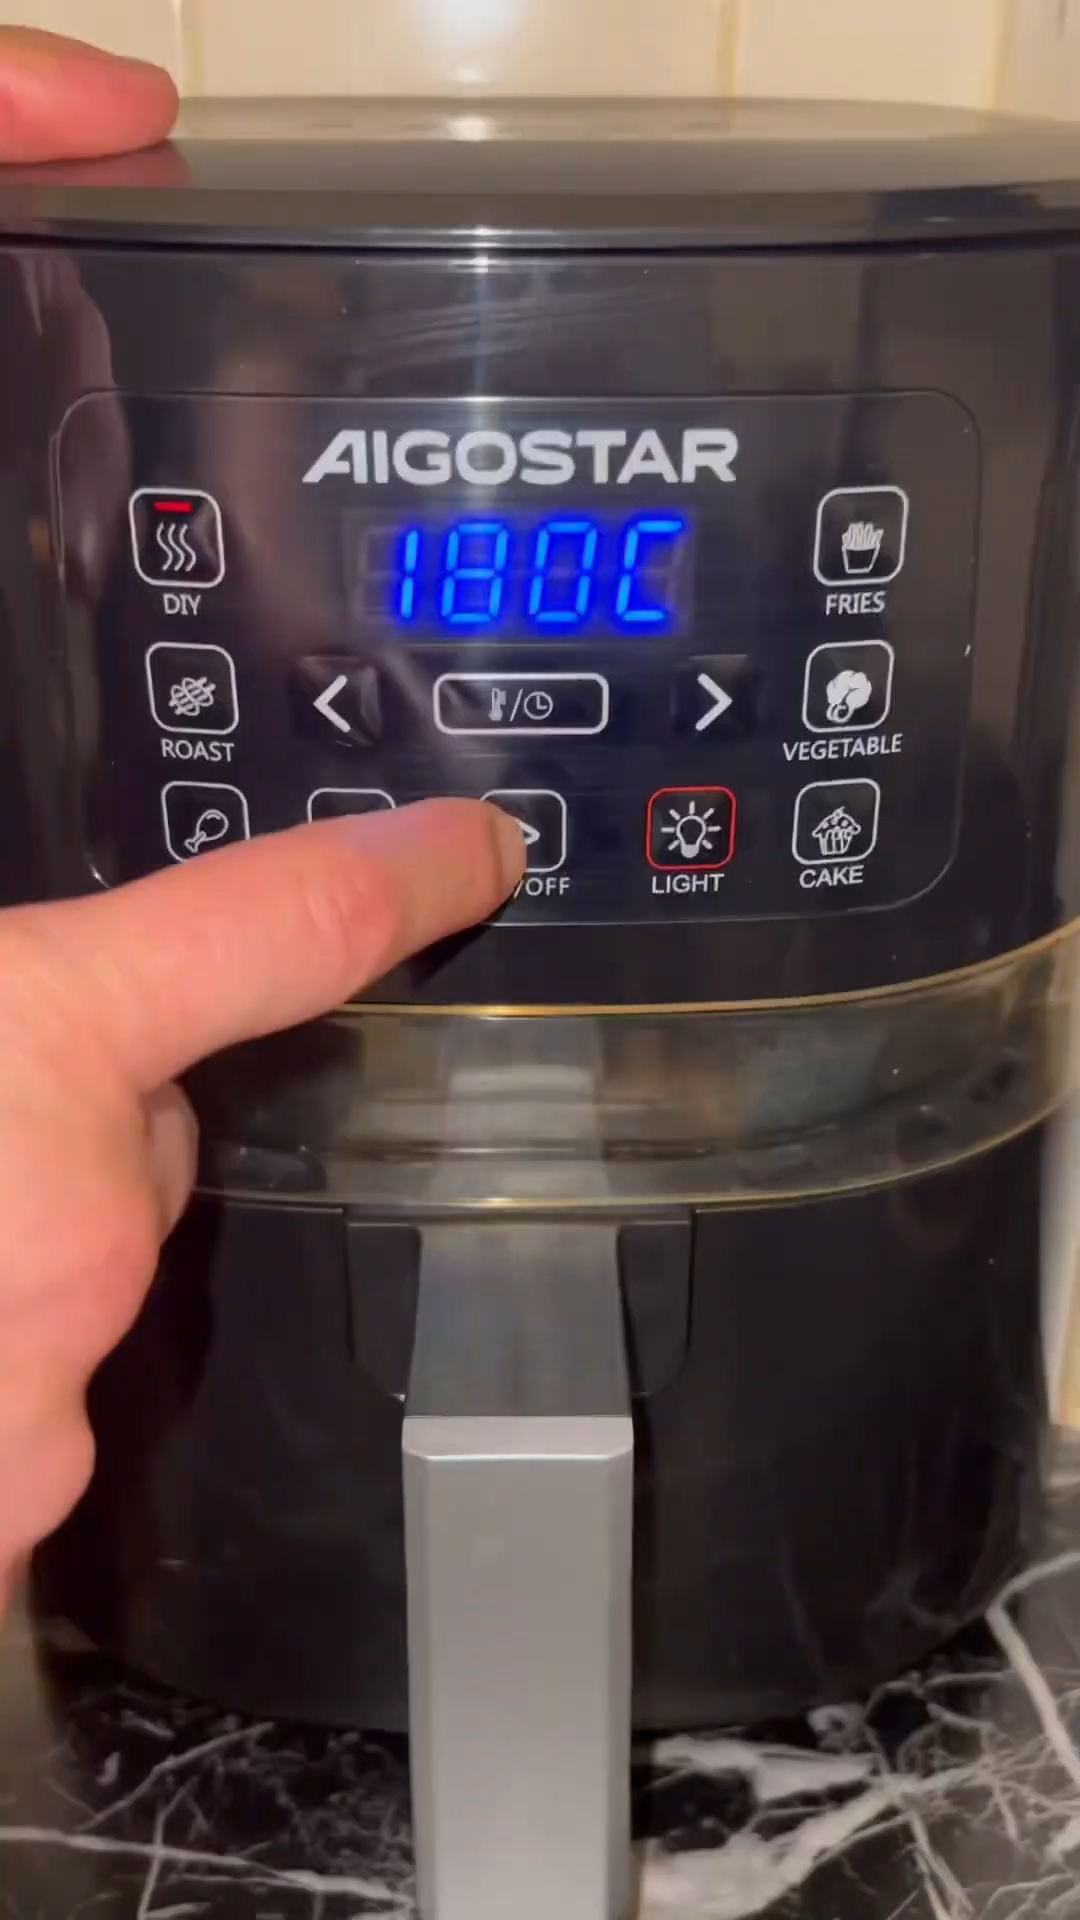 AIGOSTAR
180C
DIY
FRIES
ROAST
VEGETABLE
/OFF
LIGHT
CAKE